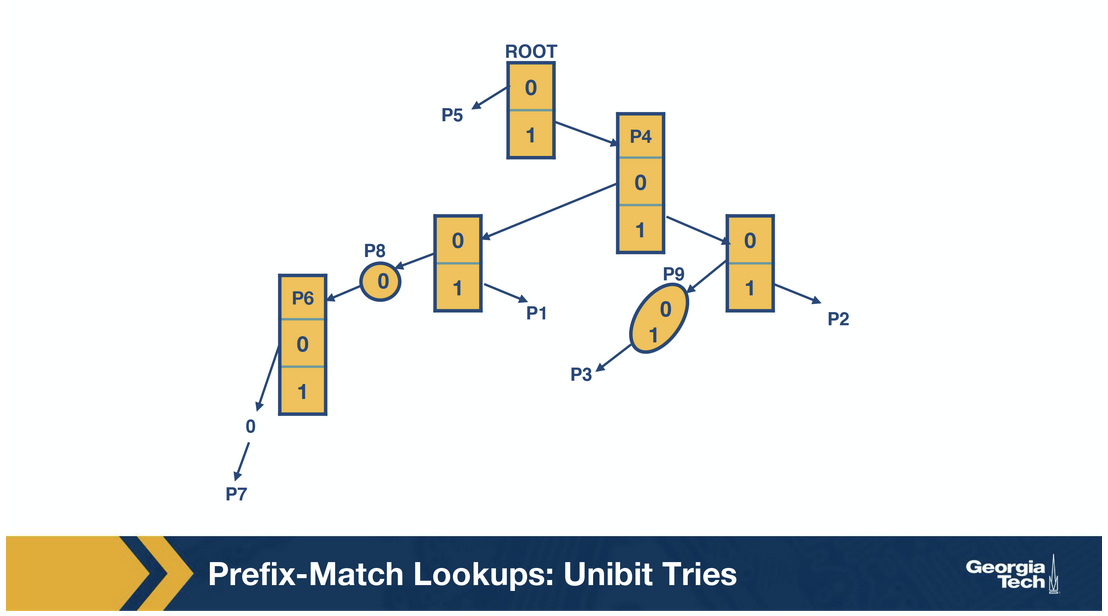 ROOT
0
1
P5
P4
0
1
0
1
P8
0
P6
0
1
P1
P9
0
1
0
1
P2
P3
0
P7
Prefix-Match Lookups: Unibit Tries
Georgia
Tech